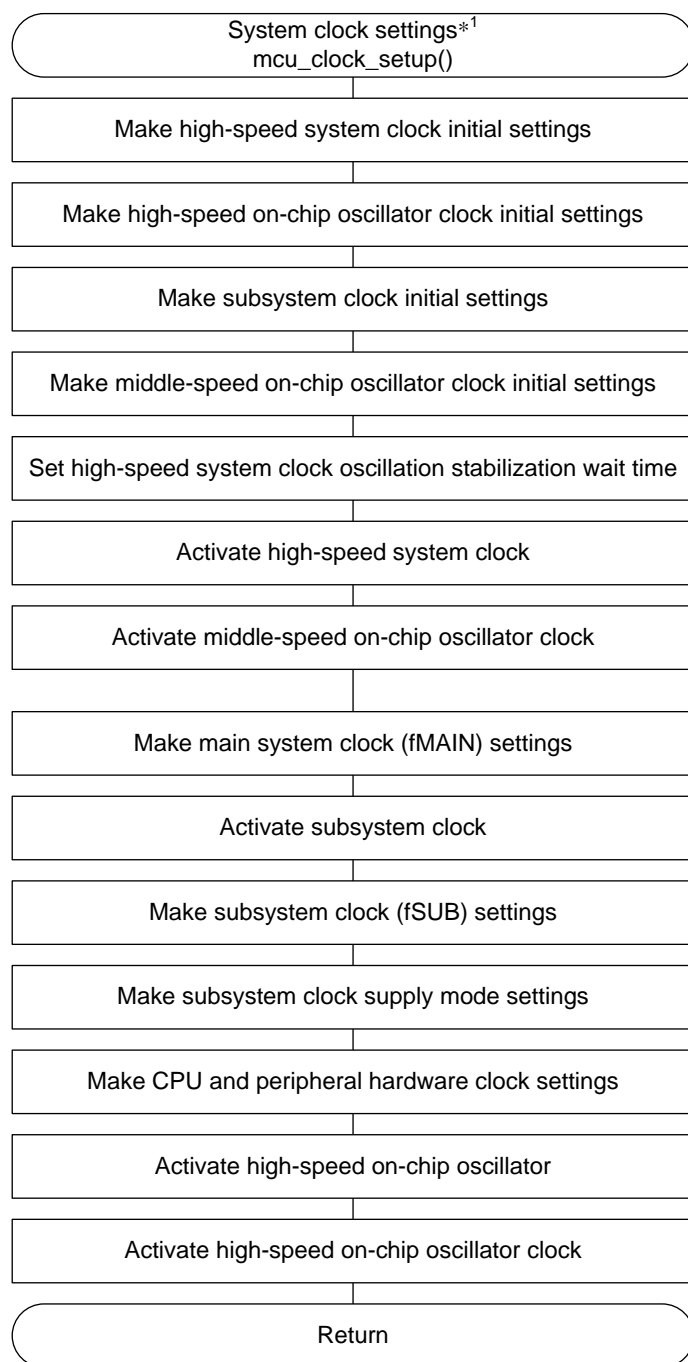 System clock settings*1
mcu_clock_setup()
Make high-speed system clock initial settings
Make high-speed on-chip oscillator clock initial settings
Make subsystem clock initial settings
Make middle-speed on-chip oscillator clock initial settings
Set high-speed system clock oscillation stabilization wait time
Activate high-speed system clock
Activate middle-speed on-chip oscillator clock
Make main system clock (fMAIN) settings
Activate subsystem clock
Make subsystem clock (fSUB) settings
Make subsystem clock supply mode settings
Make CPU and peripheral hardware clock settings
Activate high-speed on-chip oscillator
Activate high-speed on-chip oscillator clock
Return